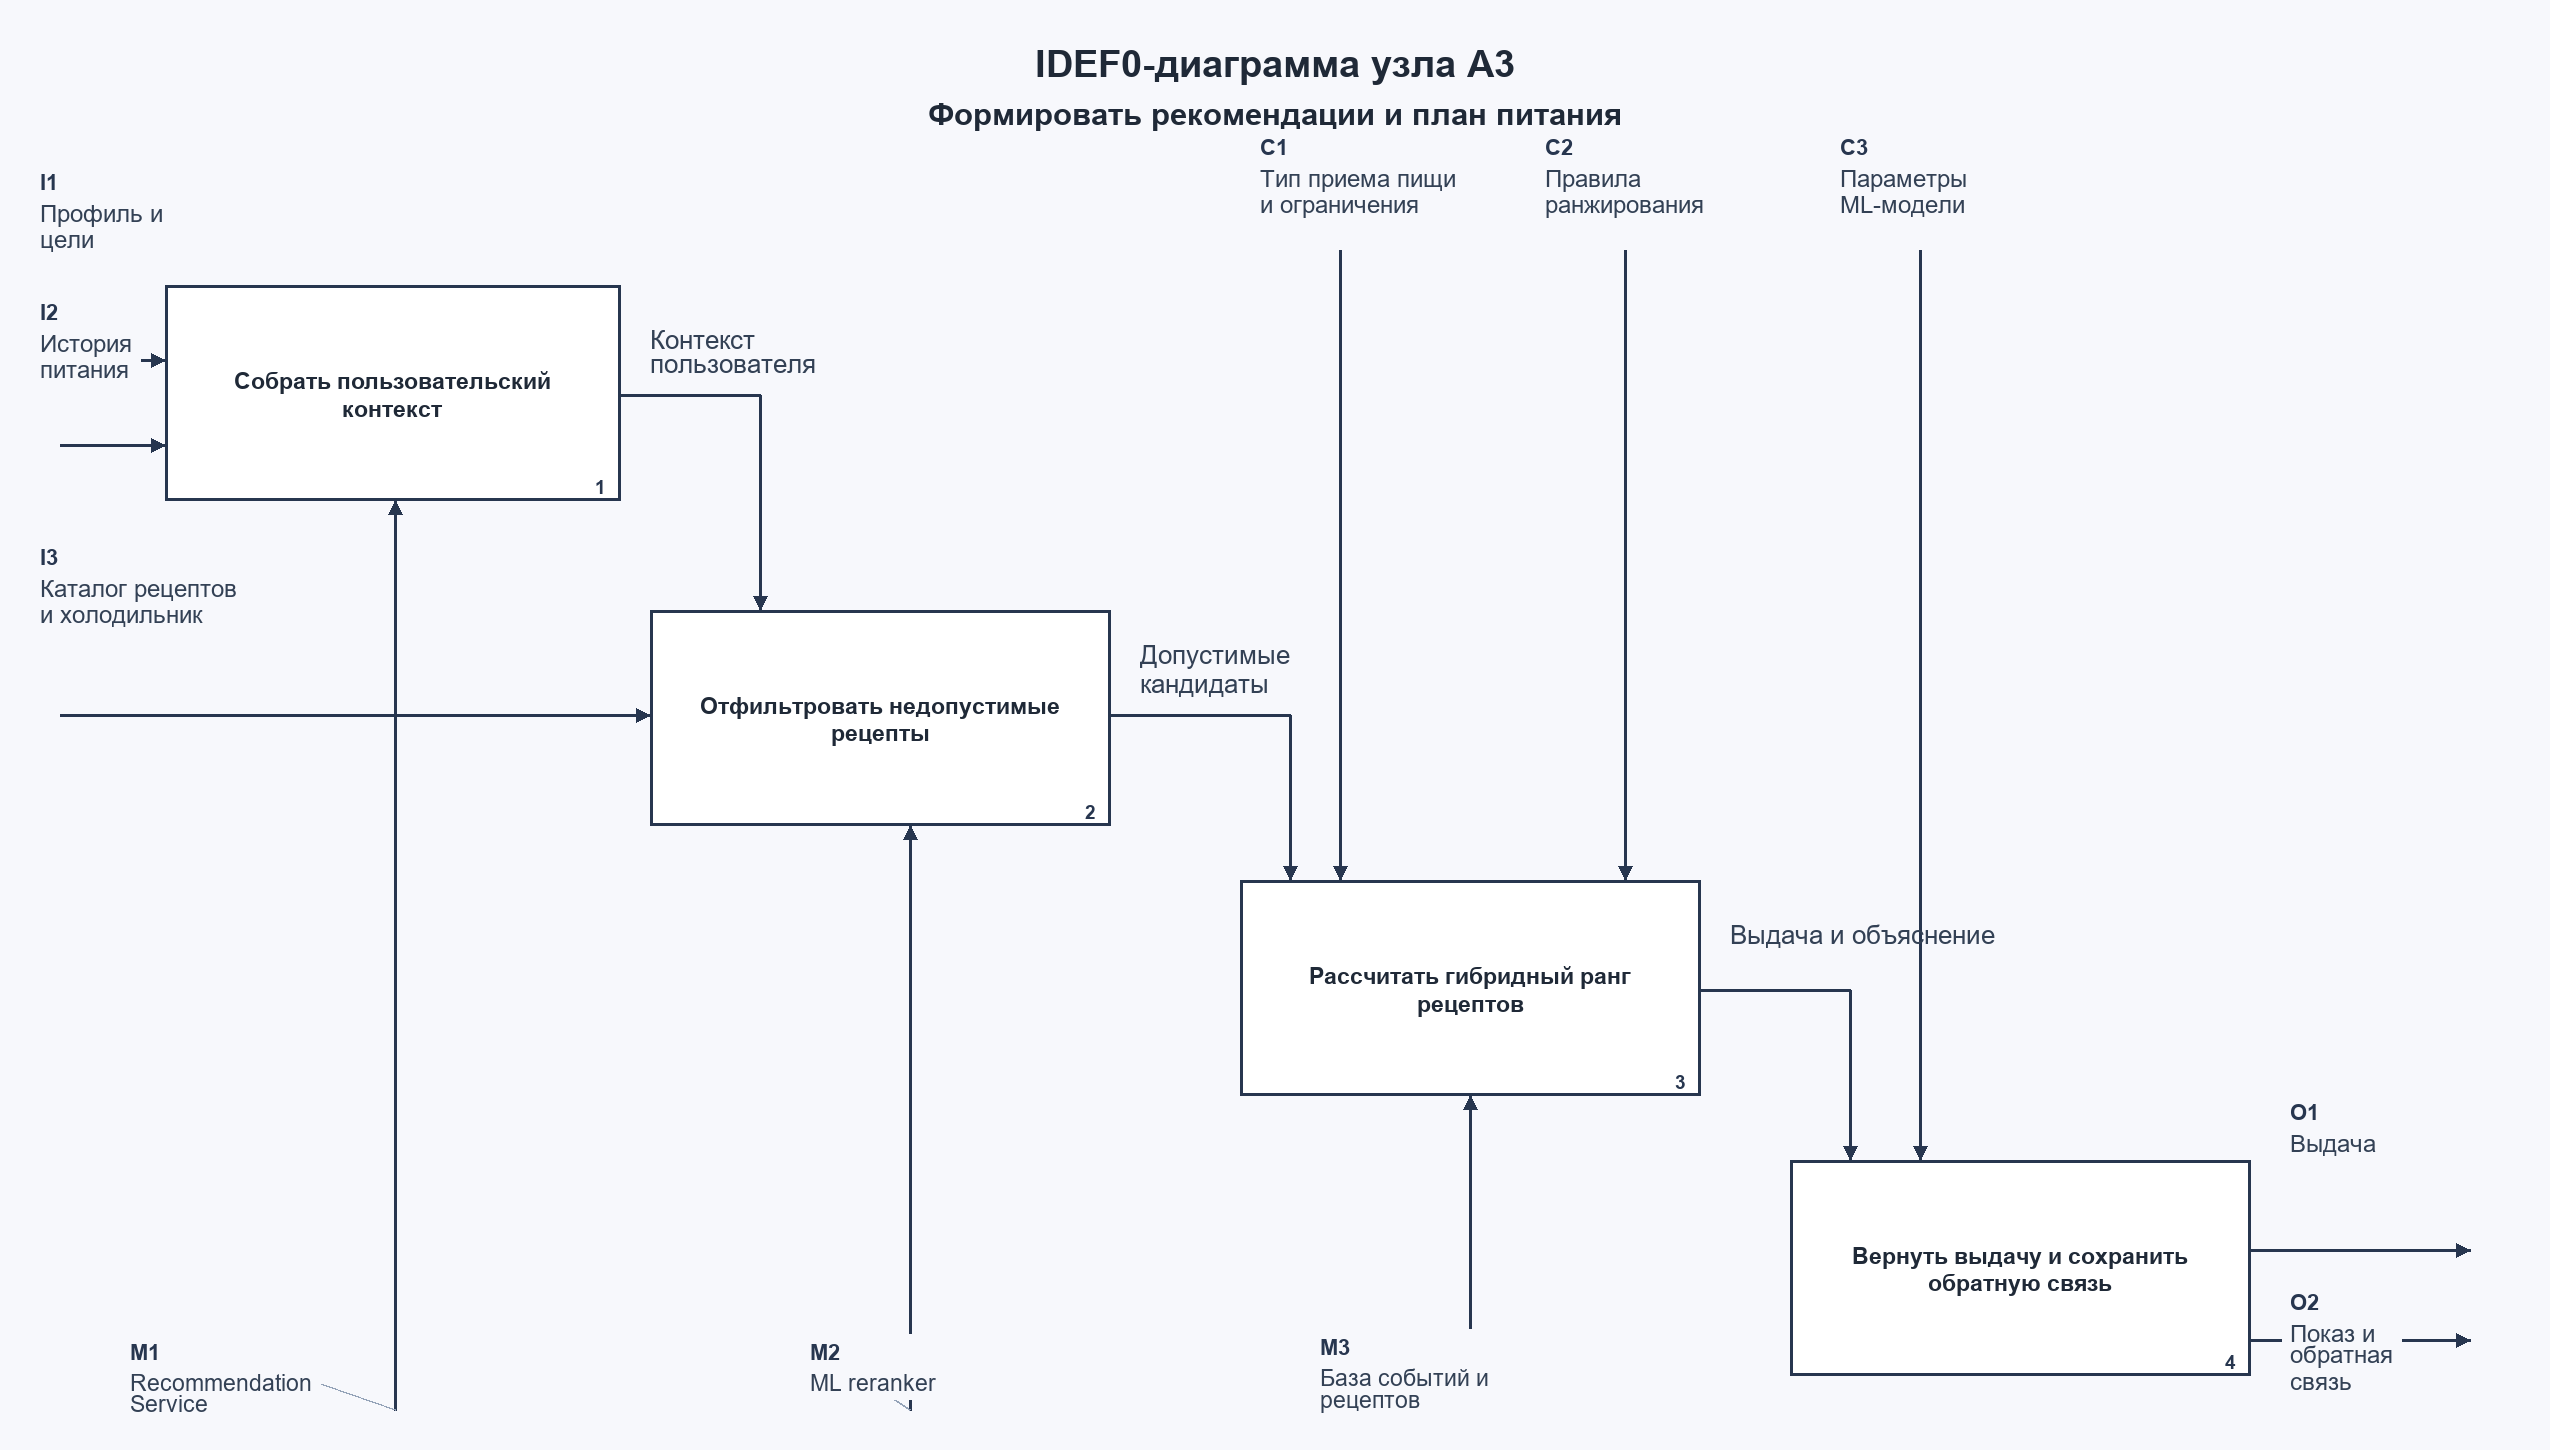 IDEF0-диаграмма узла A3
Формировать рекомендации и план питания
C1
Тип приема пищи
и ограничения
C2
Правила
ранжирования
C3
Параметры
ML-модели
I1
Профиль и
цели
I2
История
питания
Собрать пользовательский
контекст
1
Контекст
пользователя
I3
Каталог рецептов
и холодильник
Отфильтровать недопустимые
рецепты
2
Допустимые
кандидаты
Рассчитать гибридный ранг
рецептов
3
Выдача и объяснение
Вернуть выдачу и сохранить
обратную связь
4
O1
Выдача
O2
Показ и
обратная
связь
M1
Recommendation
Service
M2
ML reranker
M3
База событий и
рецептов